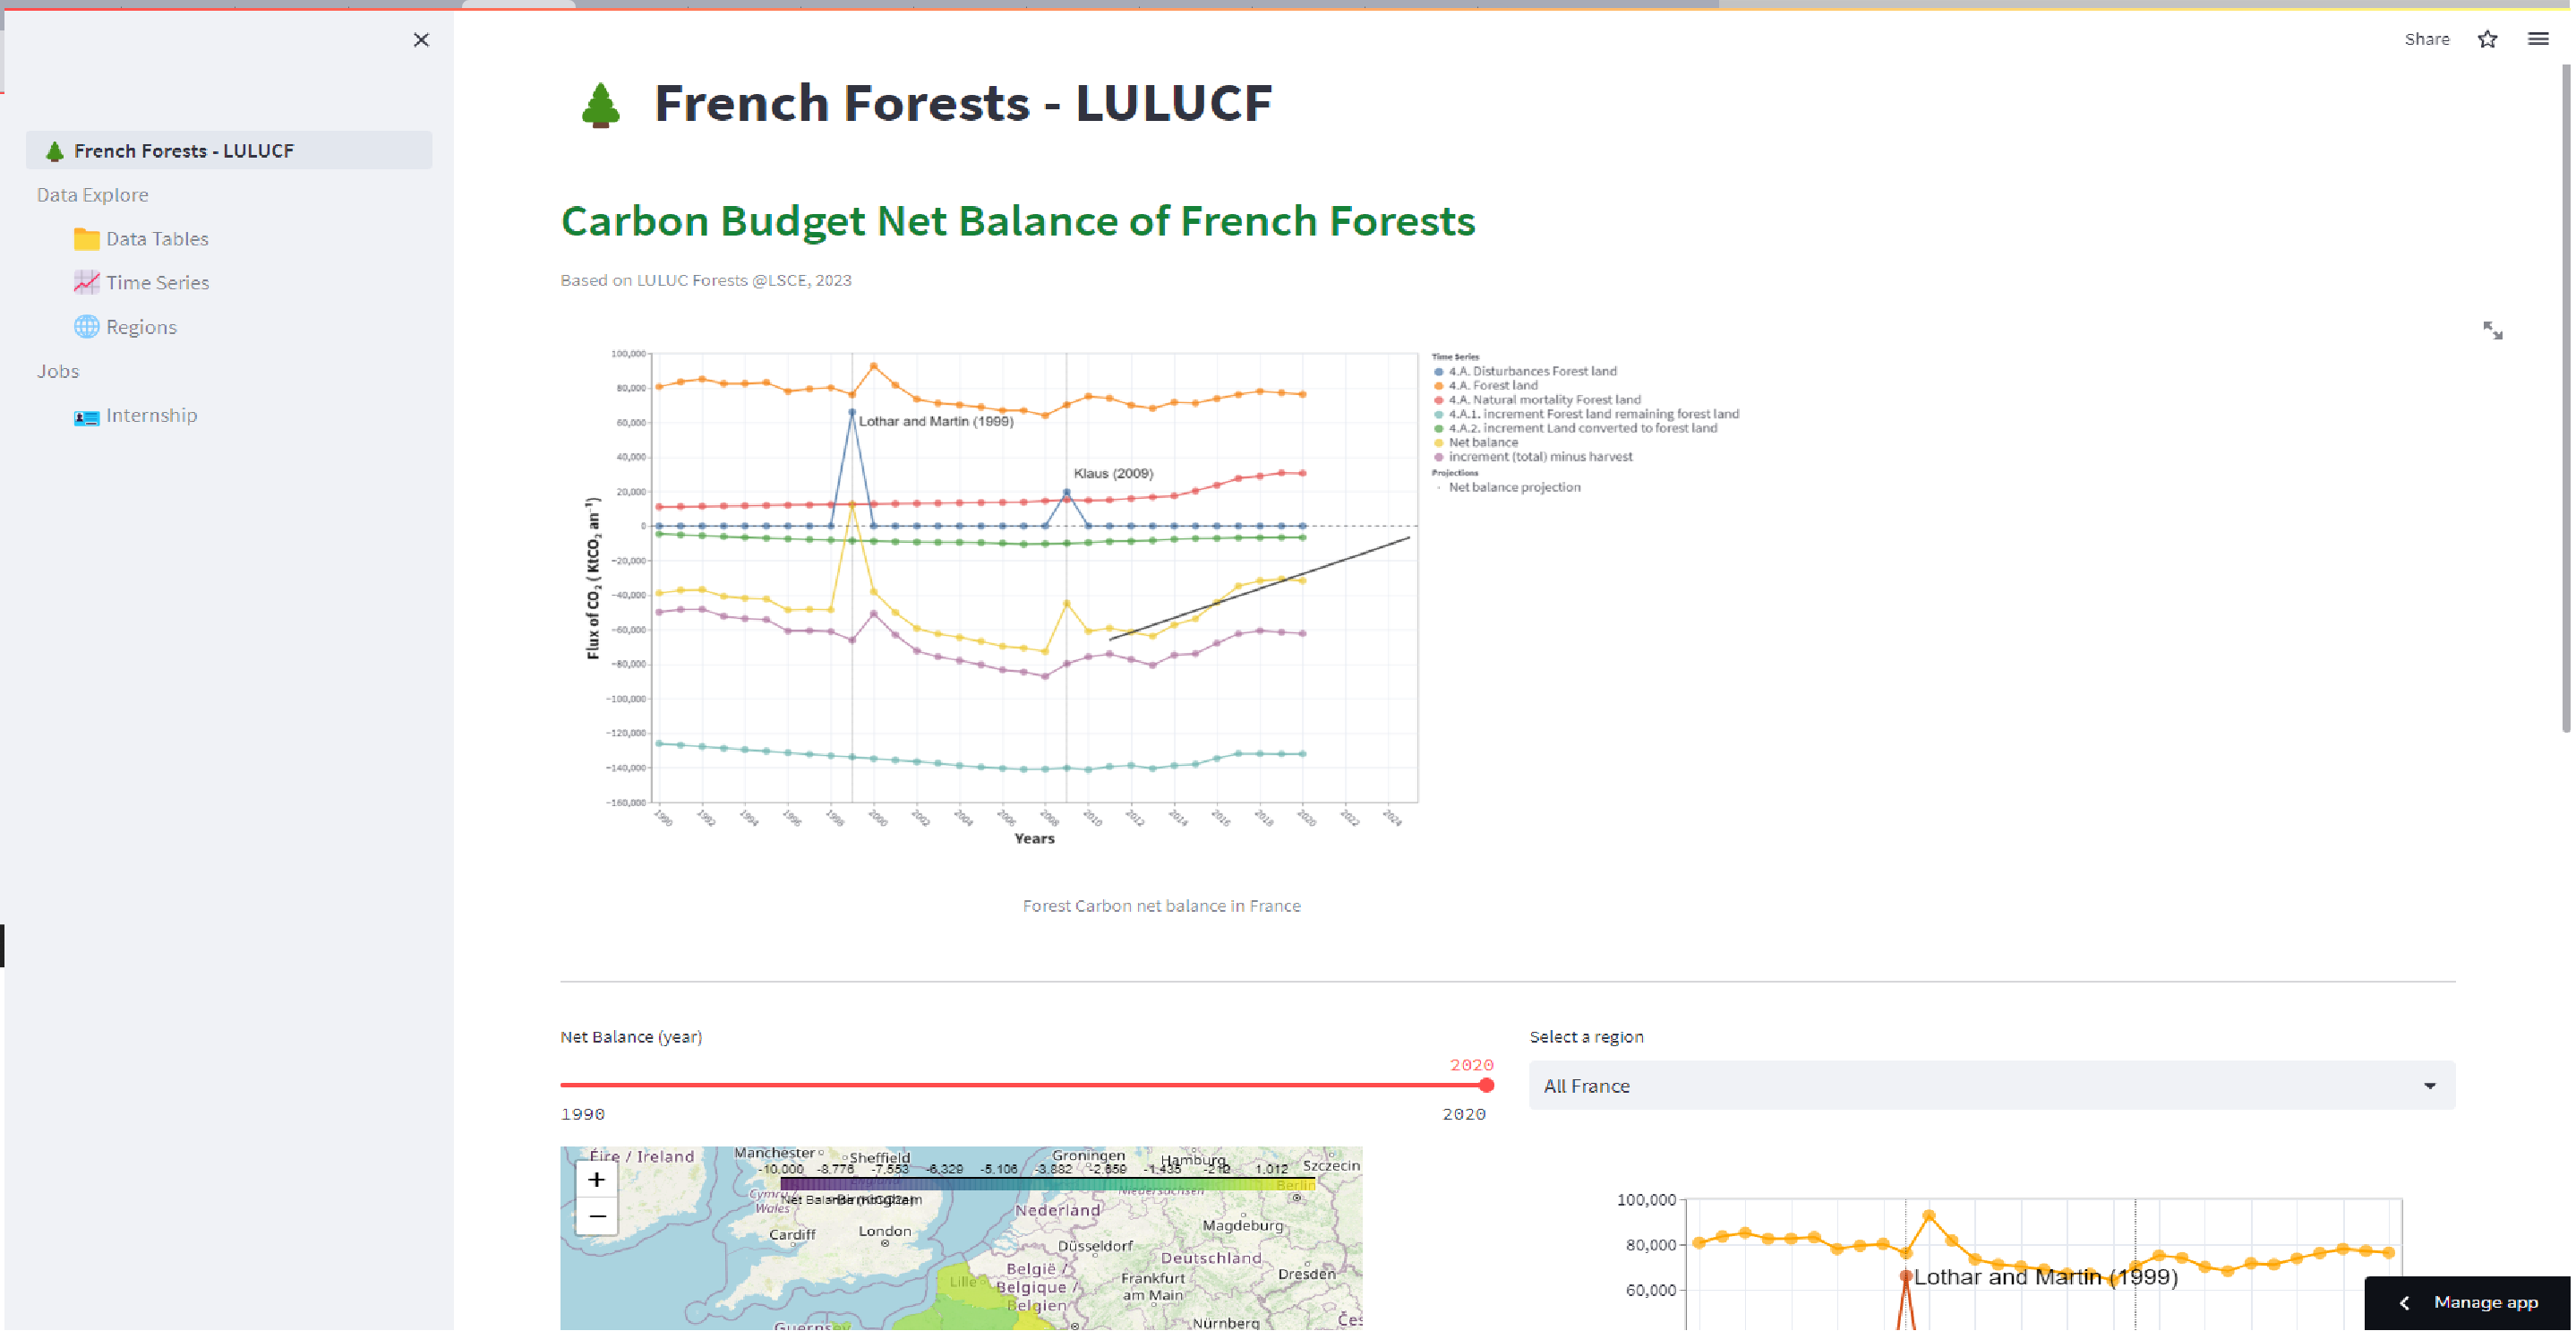 Share
French Forests - LULUCF
Data Explore
Data Tables
Time Series
Regions
Jobs
Internship
French Forests - LULUCF
Carbon Budget Net Balance of French Forests
Based on LULUC Forests @LSCE, 2023
100,000
80,000
60,000
40,000
20,000
0
−20,000
−40,000
−60,000
−80,000
−100,000
−120,000
−140,000
−160,000
Flux of CO₂ ( KtCO₂ an⁻¹)
Lothar and Martin (1999)
Klaus (2009)
1990 1992 1994 1996 1998 2000 2002 2004 2006 2008 2010 2012 2014 2016 2018 2020 2022 2024
Years
Time Series
4.A. Disturbances Forest land
4.A. Forest land
4.A. Natural mortality Forest land
4.A.1. increment Forest land remaining forest land
4.A.2. increment Land converted to forest land
Net balance
increment (total) minus harvest
Projections
Net balance projection
Forest Carbon net balance in France
Net Balance (year)
2020
1990 2020
Select a region
All France
+
−
-10,000 -8,776 -7,553 -6,329 -5,106 -3,882 -2,659 -1,435 -212 1,012
Éire / Ireland
Manchester
Sheffield
Groningen
Hamburg
Szczecin
England
Cymru /
Wales
Niedersachsen
Berlin
Nederland
Magdeburg
Cardiff
London
Düsseldorf
Deutschland
België /
Belgique /
Belgien
Lille
Frankfurt
am Main
Dresden
Nürnberg
Guernsey
100,000
80,000
60,000
Lothar and Martin (1999)
Manage app